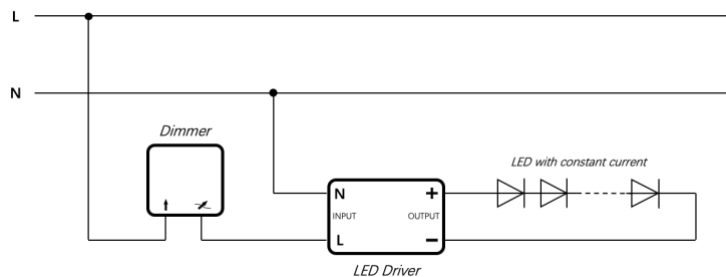 L
N
Dimmer
LED with constant current
N +
INPUT OUTPUT
L −
LED Driver